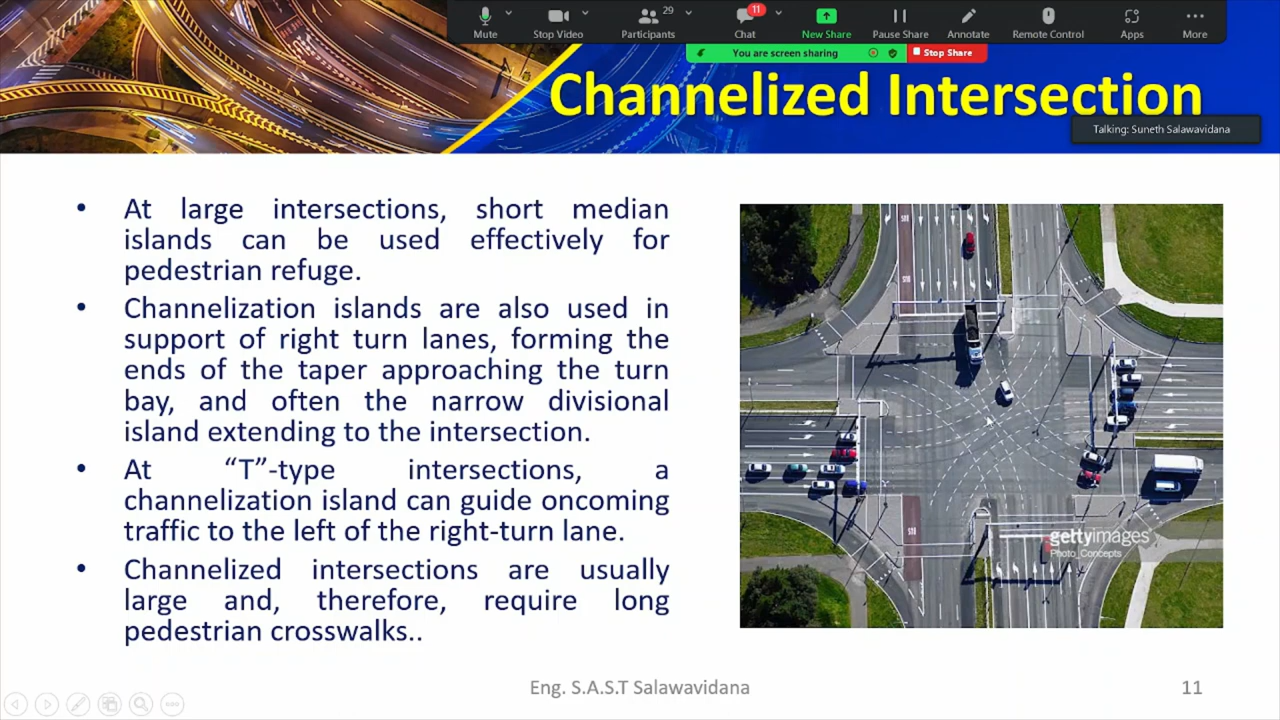 29
11
Mute
Stop Video
Participants
Chat
New Share
Pause Share
Annotate
Remote Control
Apps
More
You are screen sharing
Stop Share
Channelized Intersection
Talking: Suneth Salawavidana
• At large intersections, short median
islands can be used effectively for
pedestrian refuge.
• Channelization islands are also used in
support of right turn lanes, forming the
ends of the taper approaching the turn
bay, and often the narrow divisional
island extending to the intersection.
• At “T”-type intersections, a
channelization island can guide oncoming
traffic to the left of the right-turn lane.
• Channelized intersections are usually
large and, therefore, require long
pedestrian crosswalks..
gettyimages
Photo_Concepts
Eng. S.A.S.T Salawavidana
11